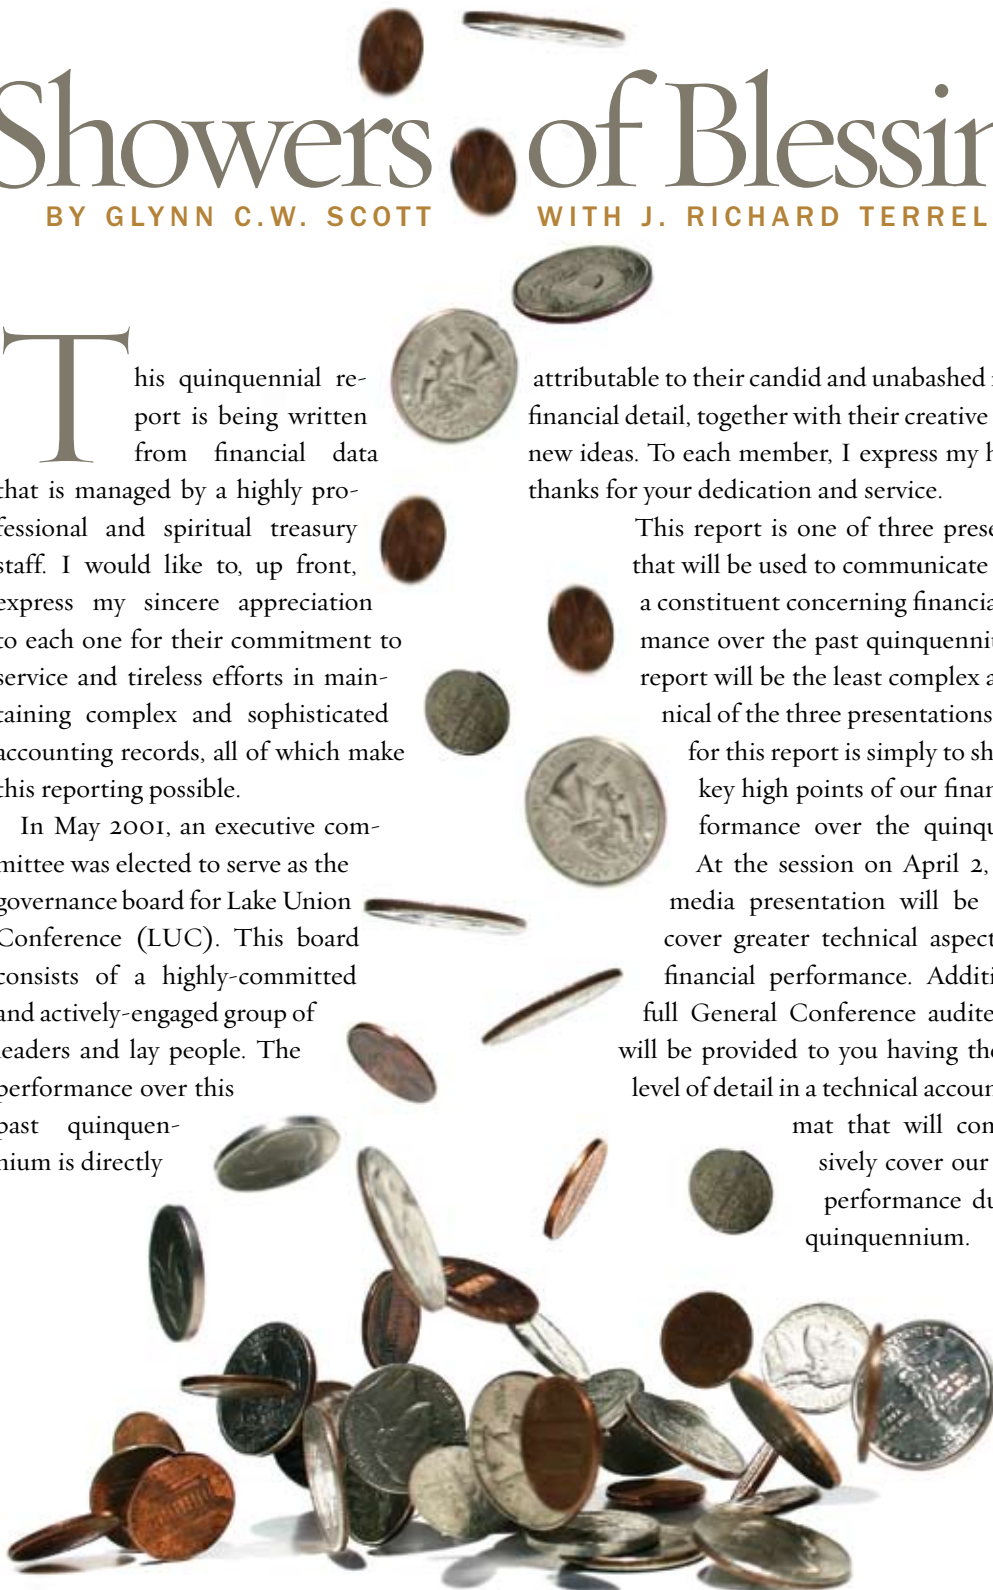 Showers of Blessin
BY GLYNN C.W. SCOTT WITH J. RICHARD TERREL
This quinquennial re-
port is being written
from financial data
that is managed by a highly pro-
fessional and spiritual treasury
staff. I would like to, up front,
express my sincere appreciation
to each one for their commitment to
service and tireless efforts in main-
taining complex and sophisticated
accounting records, all of which make
this reporting possible.
In May 2001, an executive com-
mittee was elected to serve as the
governance board for Lake Union
Conference (LUC). This board
consists of a highly-committed
and actively-engaged group of
leaders and lay people. The
performance over this
past quinquen-
nium is directly
attributable to their candid and unabashed
financial detail, together with their creative
new ideas. To each member, I express my h
thanks for your dedication and service.
This report is one of three prese
that will be used to communicate
a constituent concerning financia
mance over the past quinquenni
report will be the least complex a
nical of the three presentations
for this report is simply to sh
key high points of our finan
formance over the quinqu
At the session on April 2,
media presentation will be
cover greater technical aspect
financial performance. Additi
full General Conference audite
will be provided to you having the
level of detail in a technical accoun
mat that will com
sively cover our
performance du
quinquennium.